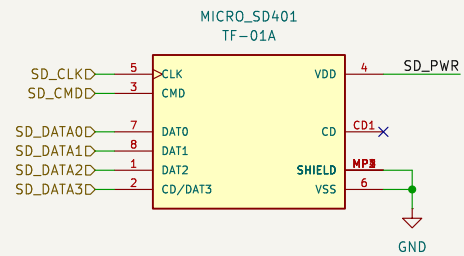 MICRO_SD401
TF-01A
SD_CLK 5 CLK VDD 4 SD_PWR
SD_CMD 3 CMD
SD_DATA0 7 DAT0 CD CD1
SD_DATA1 8 DAT1
SD_DATA2 1 DAT2 SHIELD
SD_DATA3 2 CD/DAT3 VSS 6
GND